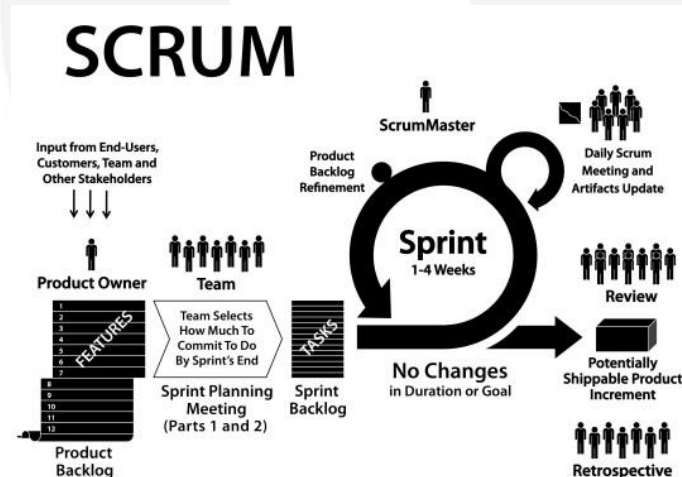 SCRUM
Input from End-Users,
Customers, Team and
Other Stakeholders
Product Owner
Team
1
2
3
4
5
6
7
FEATURES
8
9
10
11
12
Product
Backlog
Team Selects
How Much To
Commit To Do
By Sprint's End
Sprint Planning
Meeting
(Parts 1 and 2)
TASKS
Sprint
Backlog
ScrumMaster
Product
Backlog
Refinement
Sprint
1-4 Weeks
No Changes
in Duration or Goal
Daily Scrum
Meeting and
Artifacts Update
Review
Potentially
Shippable Product
Increment
Retrospective